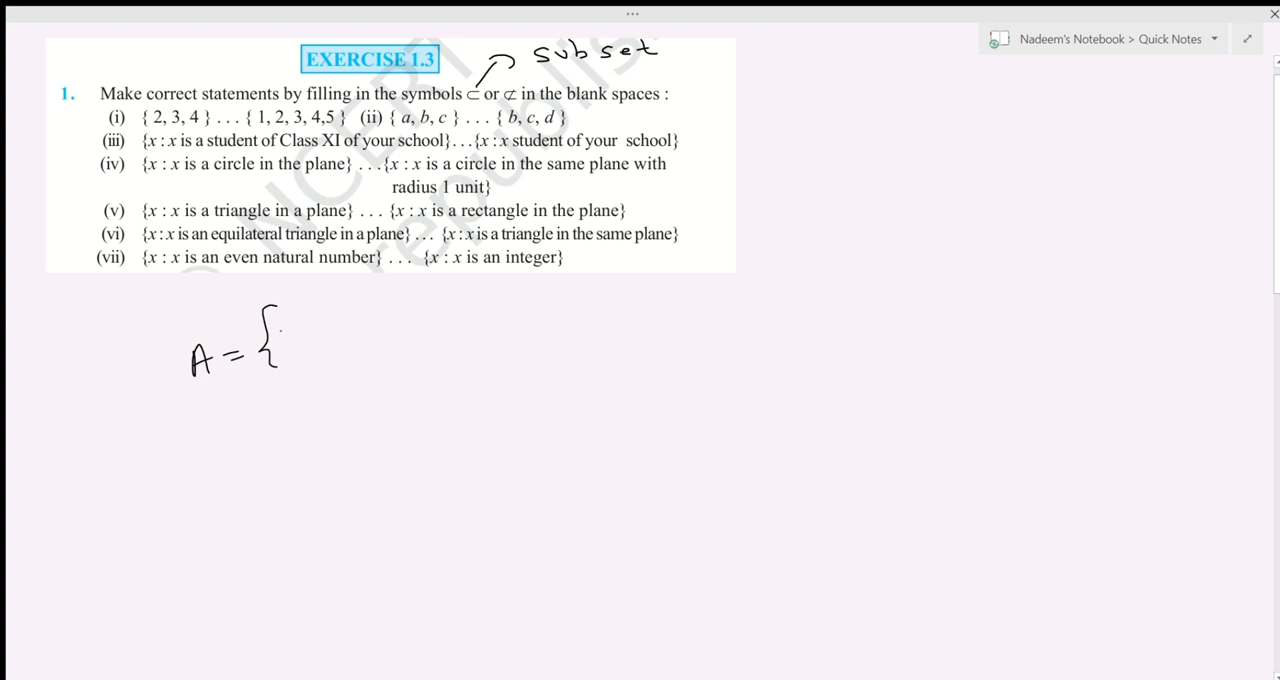 Nadeem's Notebook > Quick Notes
EXERCISE 1.3
subset
1. Make correct statements by filling in the symbols ⊂ or ⊄ in the blank spaces :
(i) { 2, 3, 4 } . . . { 1, 2, 3, 4,5 } (ii) { a, b, c } . . . { b, c, d }
(iii) {x : x is a student of Class XI of your school}. . .{x : x student of your school}
(iv) {x : x is a circle in the plane} . . .{x : x is a circle in the same plane with
radius 1 unit}
(v) {x : x is a triangle in a plane} . . . {x : x is a rectangle in the plane}
(vi) {x : x is an equilateral triangle in a plane} . . . {x : x is a triangle in the same plane}
(vii) {x : x is an even natural number} . . . {x : x is an integer}
A = {
© NCERT
republis